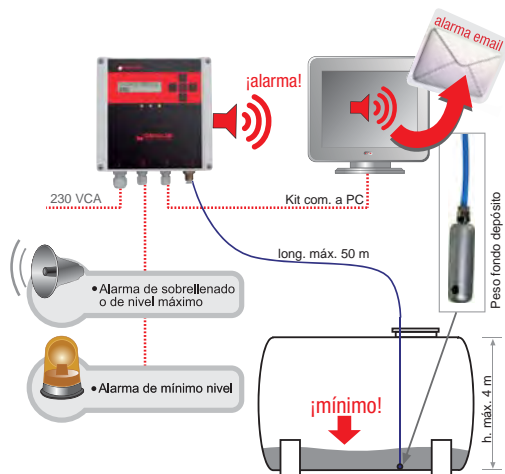 alarma email
¡alarma!
230 VCA
Kit com. a PC
long. máx. 50 m
Peso fondo depósito
• Alarma de sobrellenado
o de nivel máximo
• Alarma de mínimo nivel
¡mínimo!
h. máx. 4 m